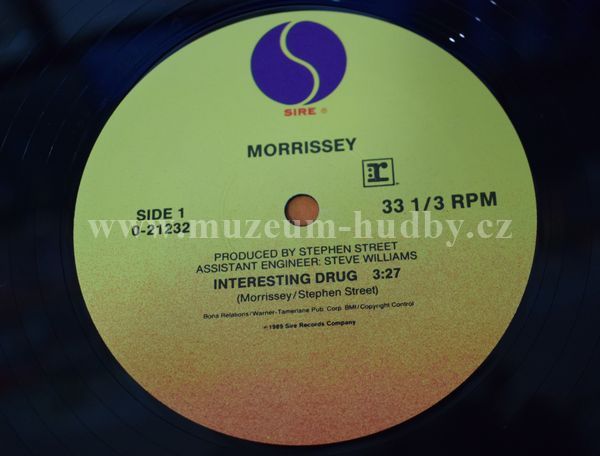 SIRE ®
MORRISSEY
r
SIDE 1
0-21232
33 1/3 RPM
www.muzeum-hudby.cz
PRODUCED BY STEPHEN STREET
ASSISTANT ENGINEER: STEVE WILLIAMS
INTERESTING DRUG 3:27
(Morrissey/Stephen Street)
Bona Relations/Warner-Tamerlane Pub. Corp. BMI/Copyright Control
℗1989 Sire Records Company